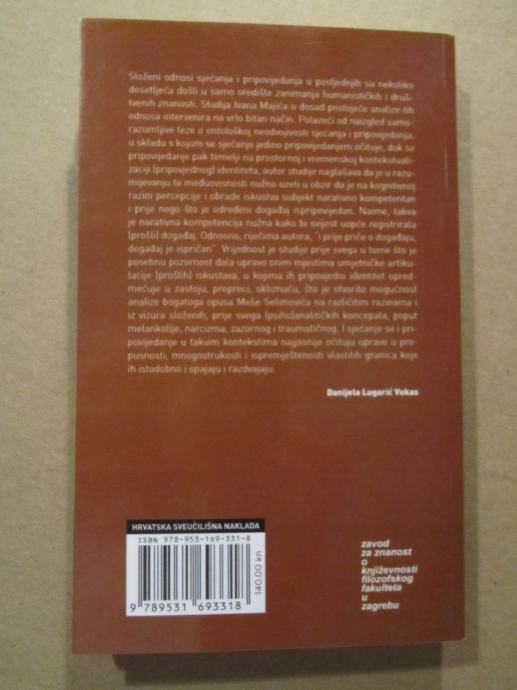 Složeni odnosi sjećanja i pripovijedanja u posljednjih su nekoliko
desetljeća došli u samo središte zanimanja humanističkih i druš-
tvenih znanosti. Studija Ivana Majića u dosad postojeće analize tih
odnosa intervenira na vrlo bitan način. Polazeći od naizgled samo-
razumljive teze o ontološkoj neodvojivosti sjećanja i pripovijedanja,
u skladu s kojom se sjećanje jedino pripovijedanjem očituje, dok se
pripovijedanje pak temelji na prostornoj i vremenskoj kontekstuali-
zaciji (pripovjednog) identiteta, autor studije naglašava da je u razu-
mijevanju te međuovisnosti nužno uzeti u obzir da je na kognitivnoj
razini percepcije i obrade iskustva subjekt narativno kompetentan
i prije nego što je određeni događaj ispripovijedan. Naime, takva
je narativna kompetencija nužna kako bi svijest uopće registrirala
(prošli) događaj. Odnosno, riječima autora, "i prije priče o događaju,
događaj je ispričan". Vrijednost je studije prije svega u tome što je
posebnu pozornost dala upravo onim mjestima umjetničke artiku-
lacije (prošlih) iskustava, u kojima ih pripovjedni identitet opred-
mećuje u zastoju, prepreci, skliznuću, što je otvorilo mogućnost
analize bogatoga opusa Meše Selimovića na različitim razinama i
iz vizura složenih, prije svega (psiho)analitičkih koncepata, poput
melankolije, narcizma, zazornog i traumatičnog. I sjećanje se i pri-
povijedanje u takvim kontekstima najjasnije očituju upravo u pro-
pusnosti, mnogostrukosti i ispremještenosti vlastitih granica koje
ih istodobno i spajaju i razdvajaju.
Danijela Lugarić Vukas
HRVATSKA SVEUČILIŠNA NAKLADA
ISBN 978-953-169-331-8
9 789531 693318
140,00 kn
zavod
za znanost
o
književnosti
filozofskog
fakulteta
u
zagrebu